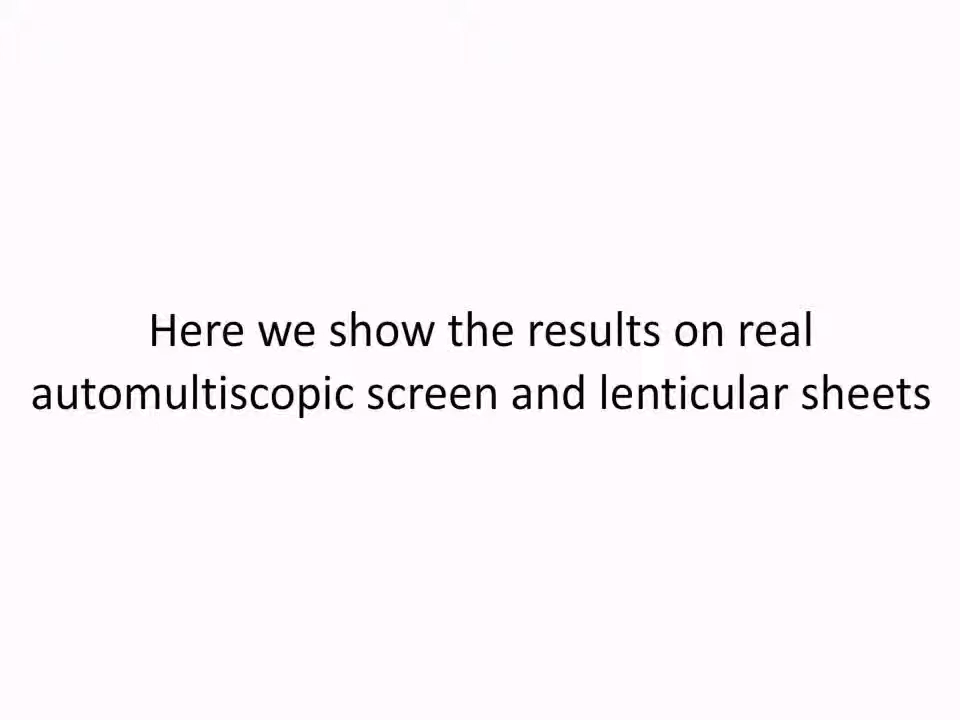 Here we show the results on real
automultiscopic screen and lenticular sheets